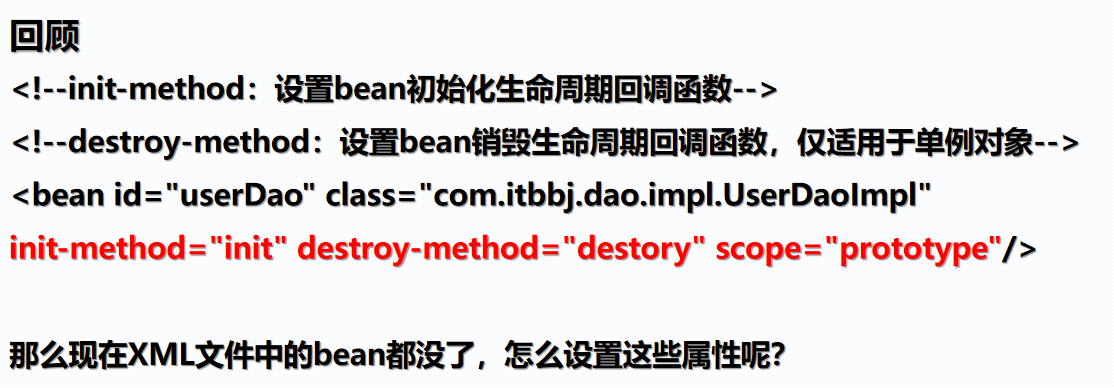 回顾
<!--init-method：设置bean初始化生命周期回调函数-->
<!--destroy-method：设置bean销毁生命周期回调函数，仅适用于单例对象-->
<bean id="userDao" class="com.itbbj.dao.impl.UserDaoImpl"
init-method="init" destroy-method="destory" scope="prototype"/>
那么现在XML文件中的bean都没了，怎么设置这些属性呢？